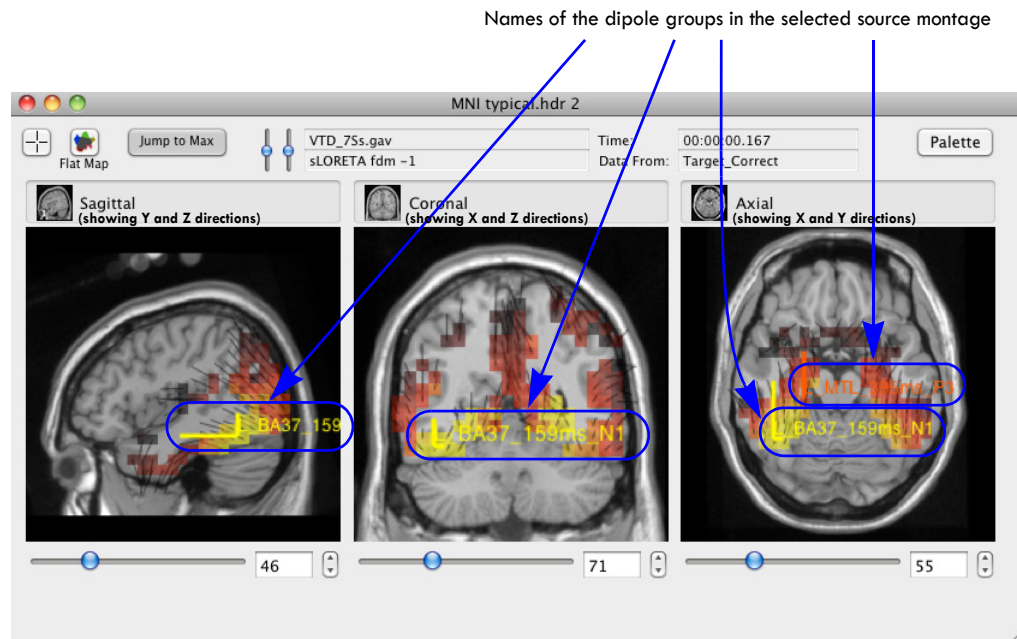 Names of the dipole groups in the selected source montage
MNI typical.hdr 2
Flat Map
Jump to Max
VTD_7Ss.gav
sLORETA fdm -1
Time: 00:00:00.167
Data From: Target_Correct
Palette
Sagittal
(showing Y and Z directions)
Coronal
(showing X and Z directions)
Axial
(showing X and Y directions)
BA37_159
BA37_159ms_N1
MTL
BA37_159ms_N1
46
71
55